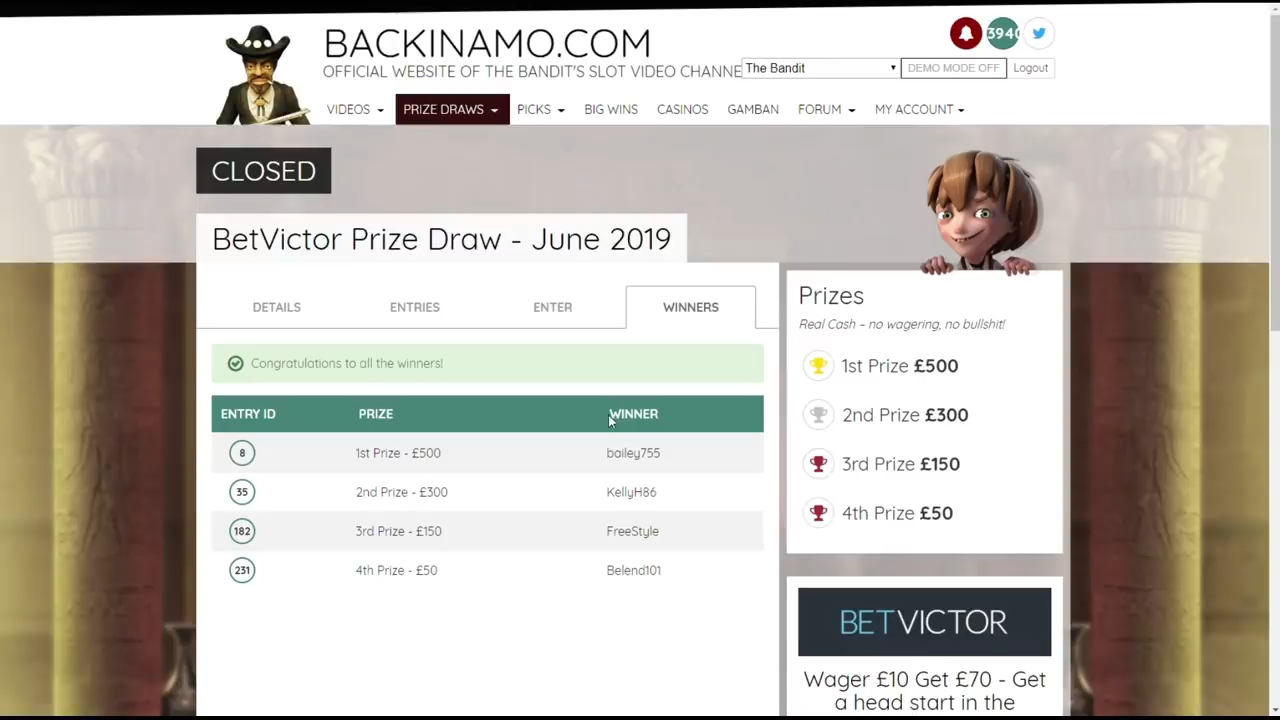 BACKINAMO.COM
OFFICIAL WEBSITE OF THE BANDIT'S SLOT VIDEO CHANNE
3940
The Bandit
DEMO MODE OFF
Logout
VIDEOS
PRIZE DRAWS
PICKS
BIG WINS
CASINOS
GAMBAN
FORUM
MY ACCOUNT
CLOSED
BetVictor Prize Draw - June 2019
DETAILS
ENTRIES
ENTER
WINNERS
Congratulations to all the winners!
ENTRY ID PRIZE WINNER
8 1st Prize - £500 bailey755
35 2nd Prize - £300 KellyH86
182 3rd Prize - £150 FreeStyle
231 4th Prize - £50 Belend101
Prizes
Real Cash – no wagering, no bullshit!
1st Prize £500
2nd Prize £300
3rd Prize £150
4th Prize £50
BETVICTOR
Wager £10 Get £70 - Get
a head start in the